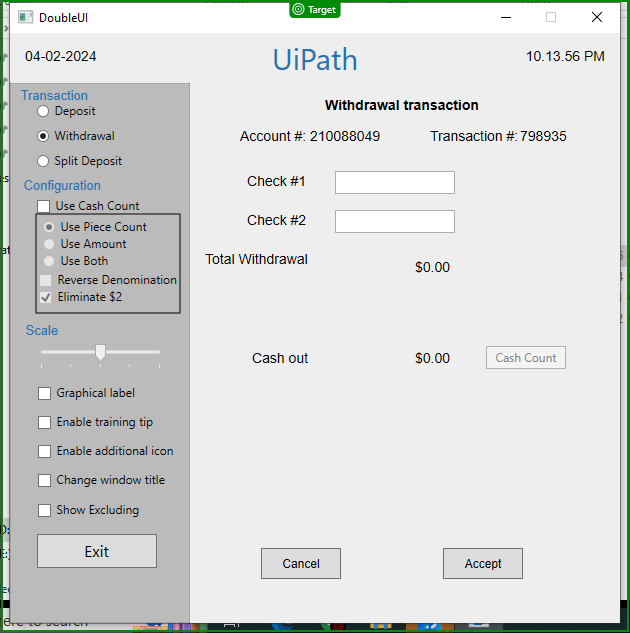 Target
DoubleUI
04-02-2024
UiPath
10.13.56 PM
Transaction
Deposit
Withdrawal
Split Deposit
Configuration
Use Cash Count
Use Piece Count
Use Amount
Use Both
Reverse Denomination
Eliminate $2
Scale
Graphical label
Enable training tip
Enable additional icon
Change window title
Show Excluding
Exit
Withdrawal transaction
Account #: 210088049 Transaction #: 798935
Check #1
Check #2
Total Withdrawal $0.00
Cash out $0.00 Cash Count
Cancel Accept
ere to search